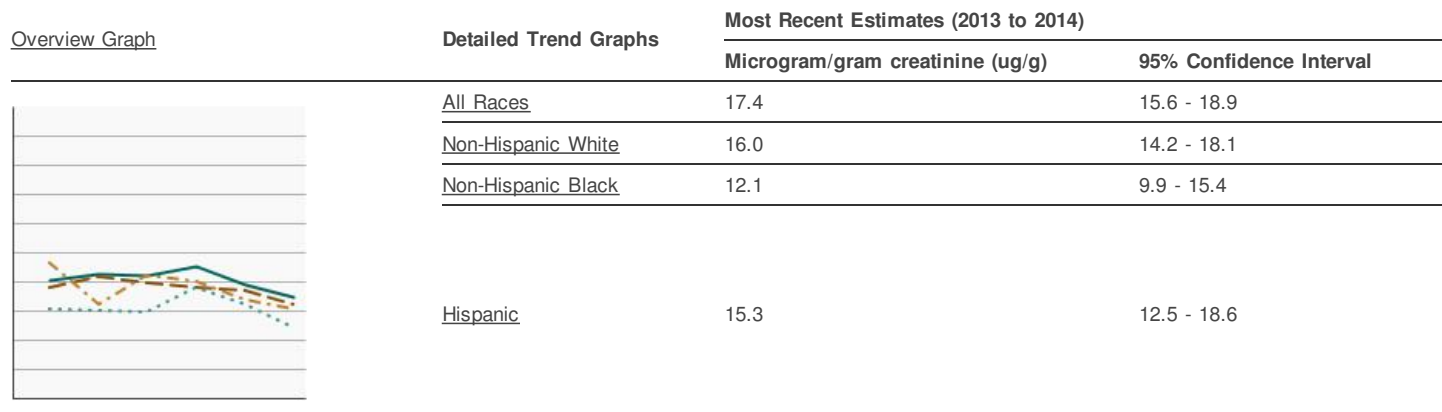 Overview Graph
Detailed Trend Graphs
Most Recent Estimates (2013 to 2014)
Microgram/gram creatinine (ug/g) 95% Confidence Interval
All Races 17.4 15.6 - 18.9
Non-Hispanic White 16.0 14.2 - 18.1
Non-Hispanic Black 12.1 9.9 - 15.4
Hispanic 15.3 12.5 - 18.6